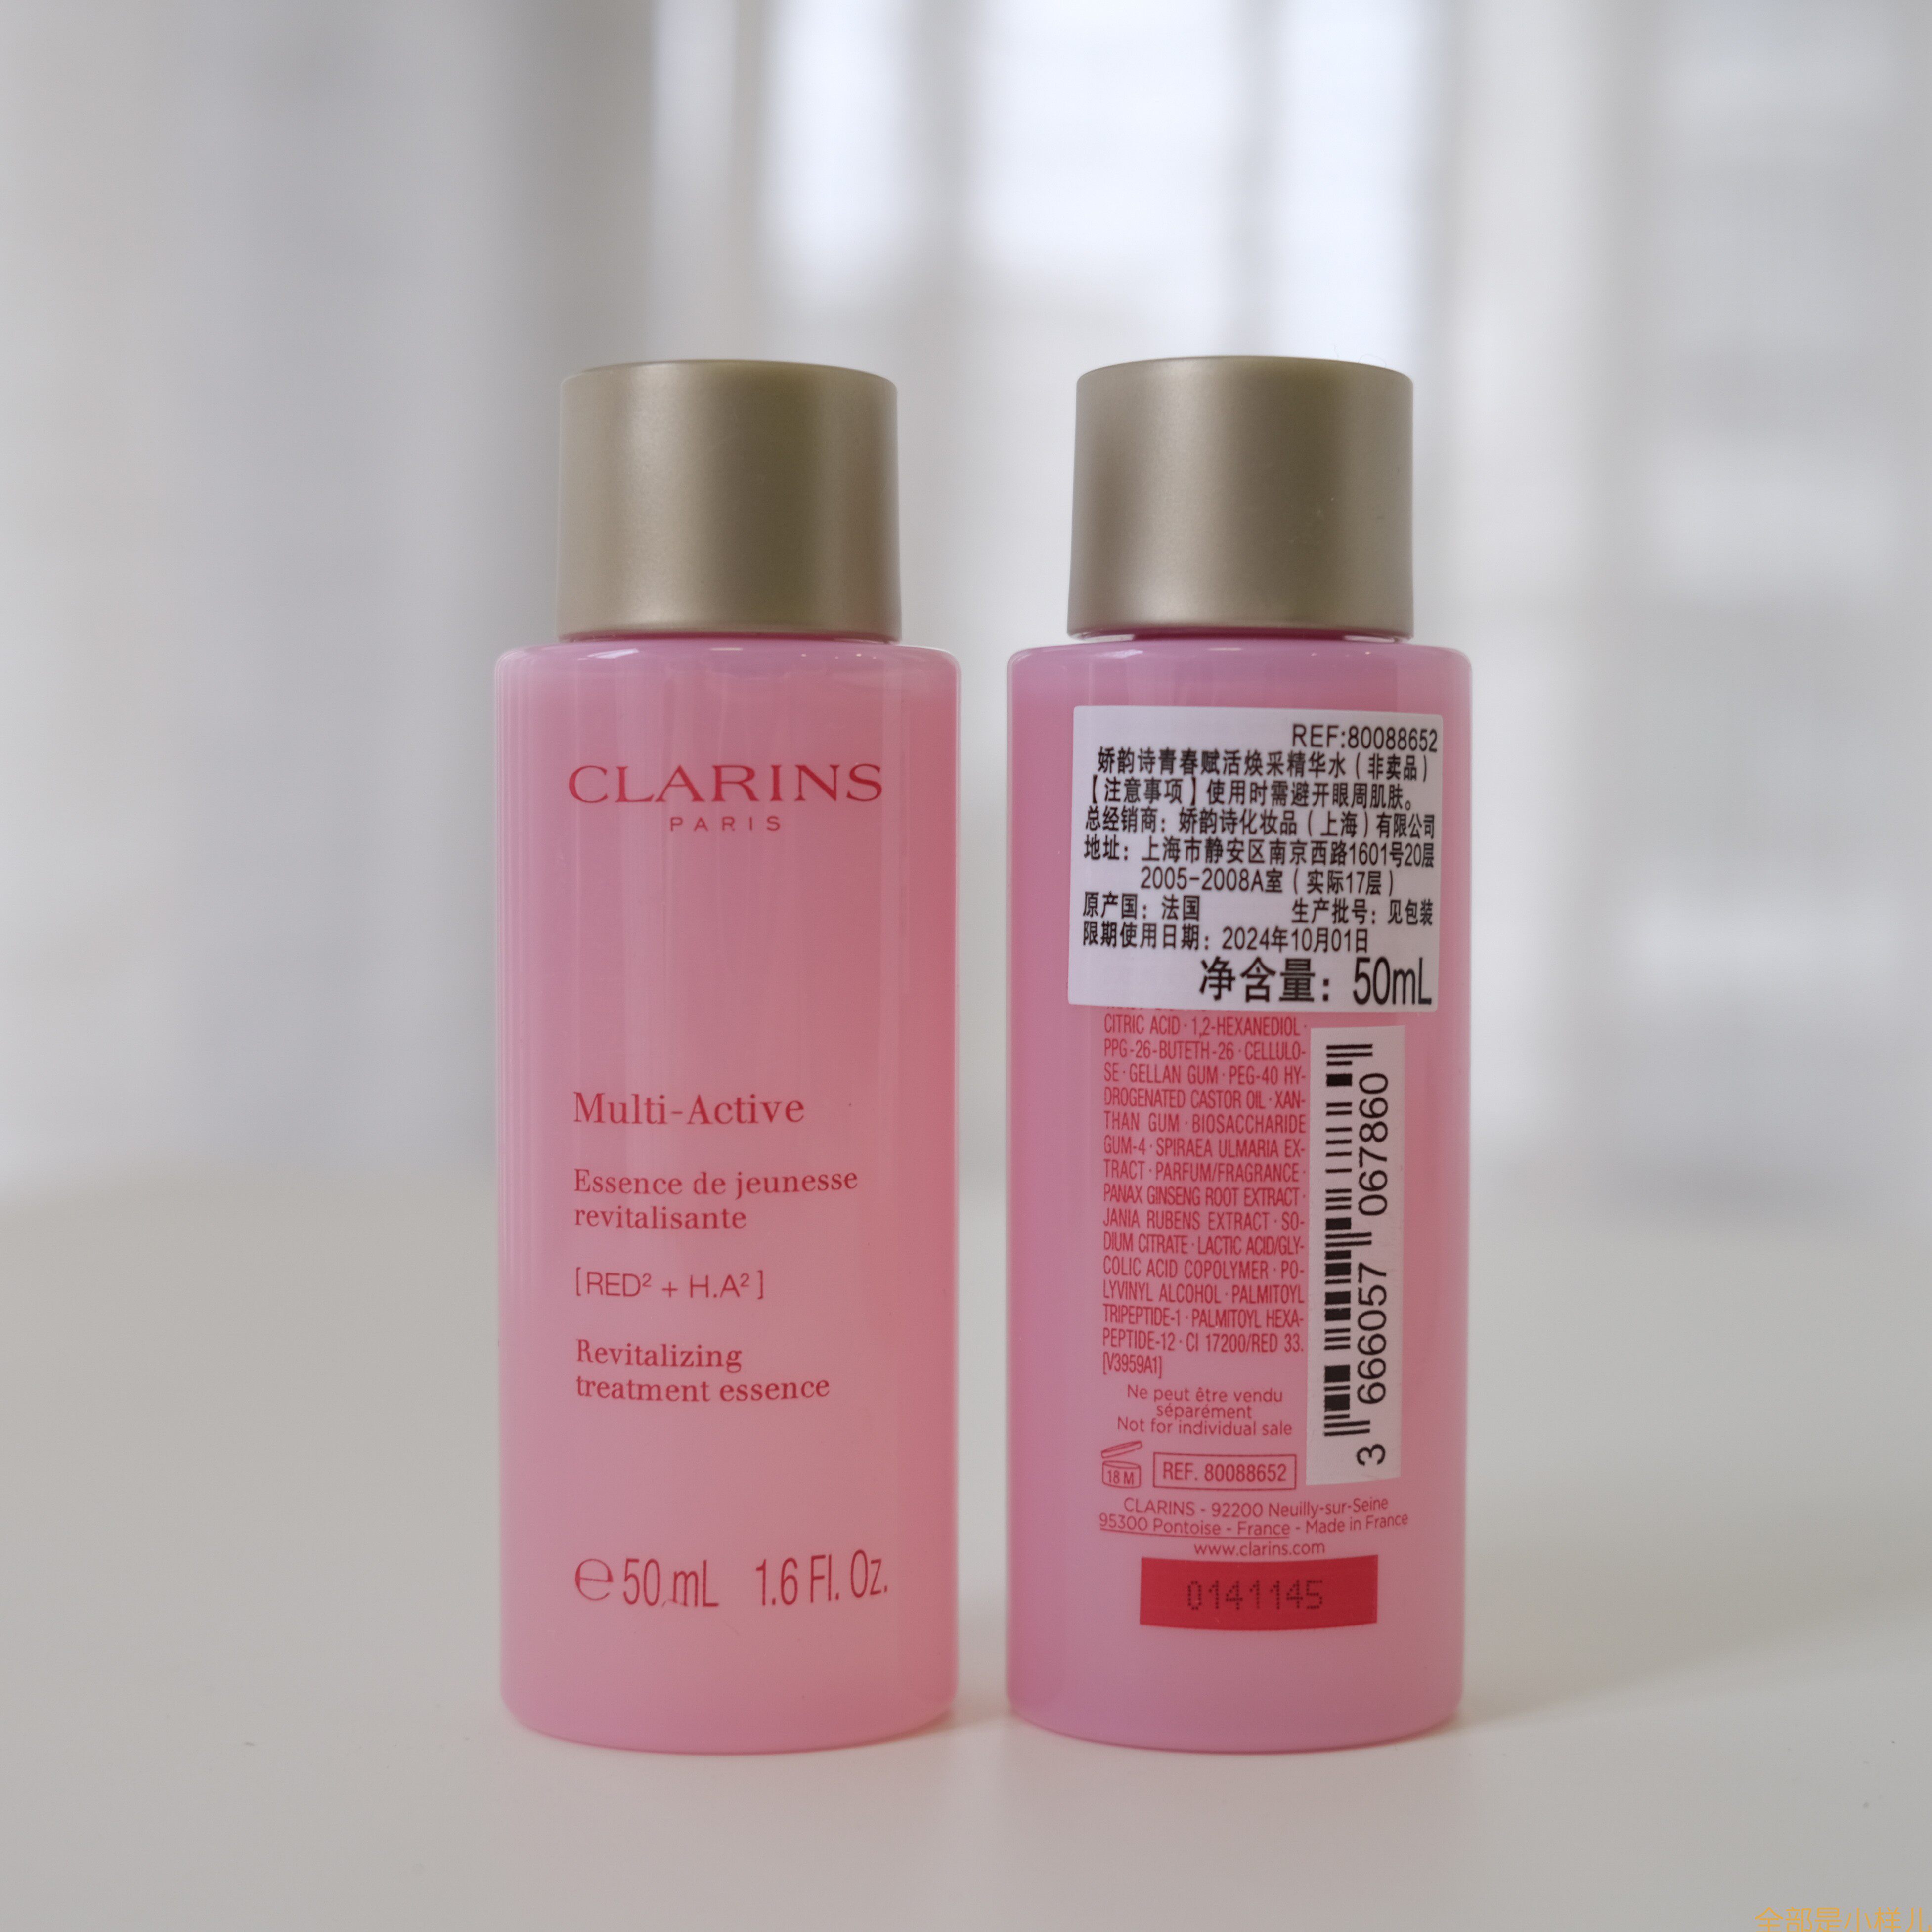 CLARINS
PARIS
Multi-Active
Essence de jeunesse
revitalisante
[RED² + H.A²]
Revitalizing
treatment essence
℮ 50 mL 1.6 Fl. Oz.
REF:80088652
娇韵诗青春赋活焕采精华水（非卖品）
【注意事项】使用时需避开眼周肌肤。
总经销商：娇韵诗化妆品（上海）有限公司
地址：上海市静安区南京西路1601号20层
2005-2008A室（实际17层）
原产国：法国 生产批号：见包装
限期使用日期：2024年10月01日
净含量：50mL
CITRIC ACID · 1,2-HEXANEDIOL ·
PPG-26-BUTETH-26 · CELLULO-
SE · GELLAN GUM · PEG-40 HY-
DROGENATED CASTOR OIL · XAN-
THAN GUM · BIOSACCHARIDE
GUM-4 · SPIRAEA ULMARIA EX-
TRACT · PARFUM/FRAGRANCE ·
PANAX GINSENG ROOT EXTRACT ·
JANIA RUBENS EXTRACT · SO-
DIUM CITRATE · LACTIC ACID/GLY-
COLIC ACID COPOLYMER · PO-
LYVINYL ALCOHOL · PALMITOYL
TRIPEPTIDE-1 · PALMITOYL HEXA-
PEPTIDE-12 · CI 17200/RED 33.
[V3959A1]
Ne peut être vendu
séparément
Not for individual sale
18 M
REF. 80088652
CLARINS - 92200 Neuilly-sur-Seine
95300 Pontoise - France - Made in France
www.clarins.com
0141145
3 666057 067860
全部是小样儿